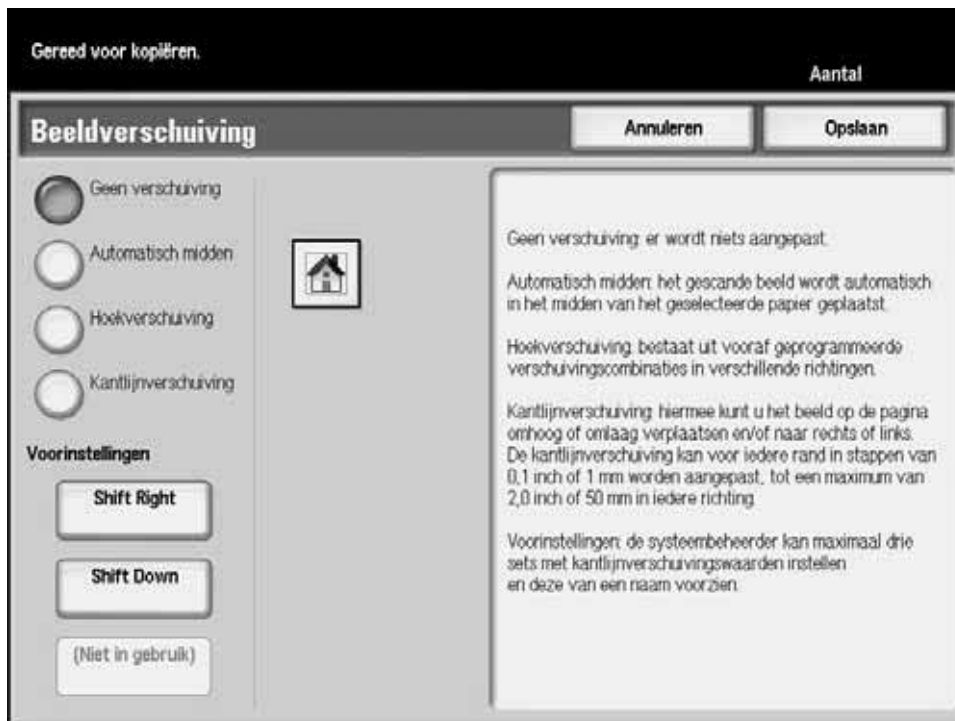 Gereed voor kopiëren.
Aantal
Beeldverschuiving
Annuleren
Opslaan
Geen verschuiving
Automatisch midden
Hoekverschuiving
Kantlijnverschuiving
Voorinstellingen
Shift Right
Shift Down
(Niet in gebruik)
Geen verschuiving: er wordt niets aangepast.
Automatisch midden: het gescande beeld wordt automatisch
in het midden van het geselecteerde papier geplaatst.
Hoekverschuiving: bestaat uit vooraf geprogrammeerde
verschuivingscombinaties in verschillende richtingen.
Kantlijnverschuiving: hiermee kunt u het beeld op de pagina
omhoog of omlaag verplaatsen en/of naar rechts of links.
De kantlijnverschuiving kan voor iedere rand in stappen van
0,1 inch of 1 mm worden aangepast, tot een maximum van
2,0 inch of 50 mm in iedere richting.
Voorinstellingen: de systeembeheerder kan maximaal drie
sets met kantlijnverschuivingswaarden instellen
en deze van een naam voorzien.